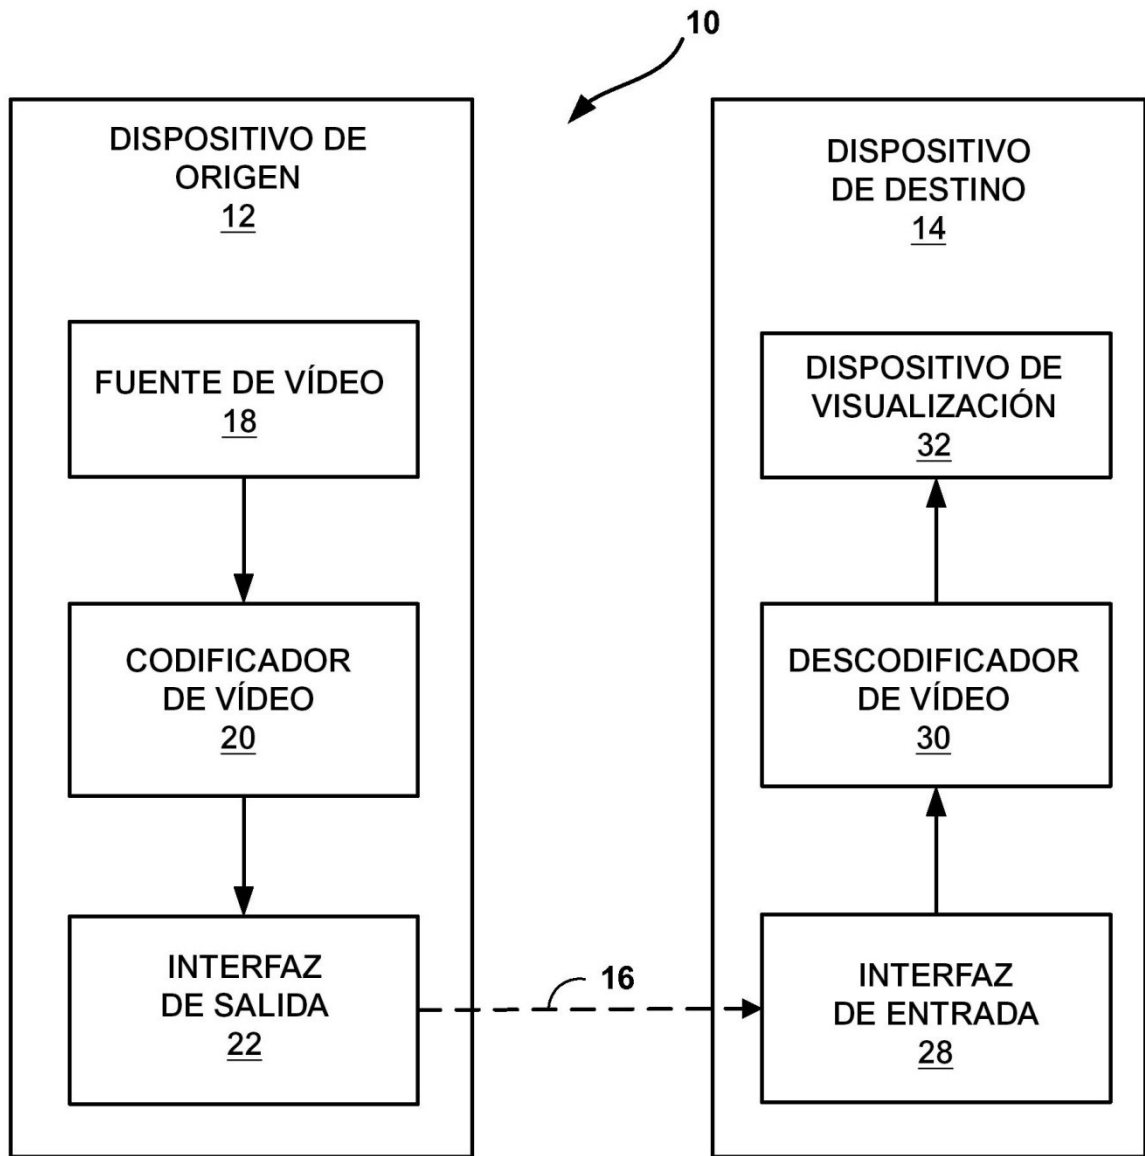 10
DISPOSITIVO DE
ORIGEN
12
FUENTE DE VÍDEO
18
CODIFICADOR
DE VÍDEO
20
INTERFAZ
DE SALIDA
22
16
DISPOSITIVO
DE DESTINO
14
DISPOSITIVO DE
VISUALIZACIÓN
32
DESCODIFICADOR
DE VÍDEO
30
INTERFAZ
DE ENTRADA
28